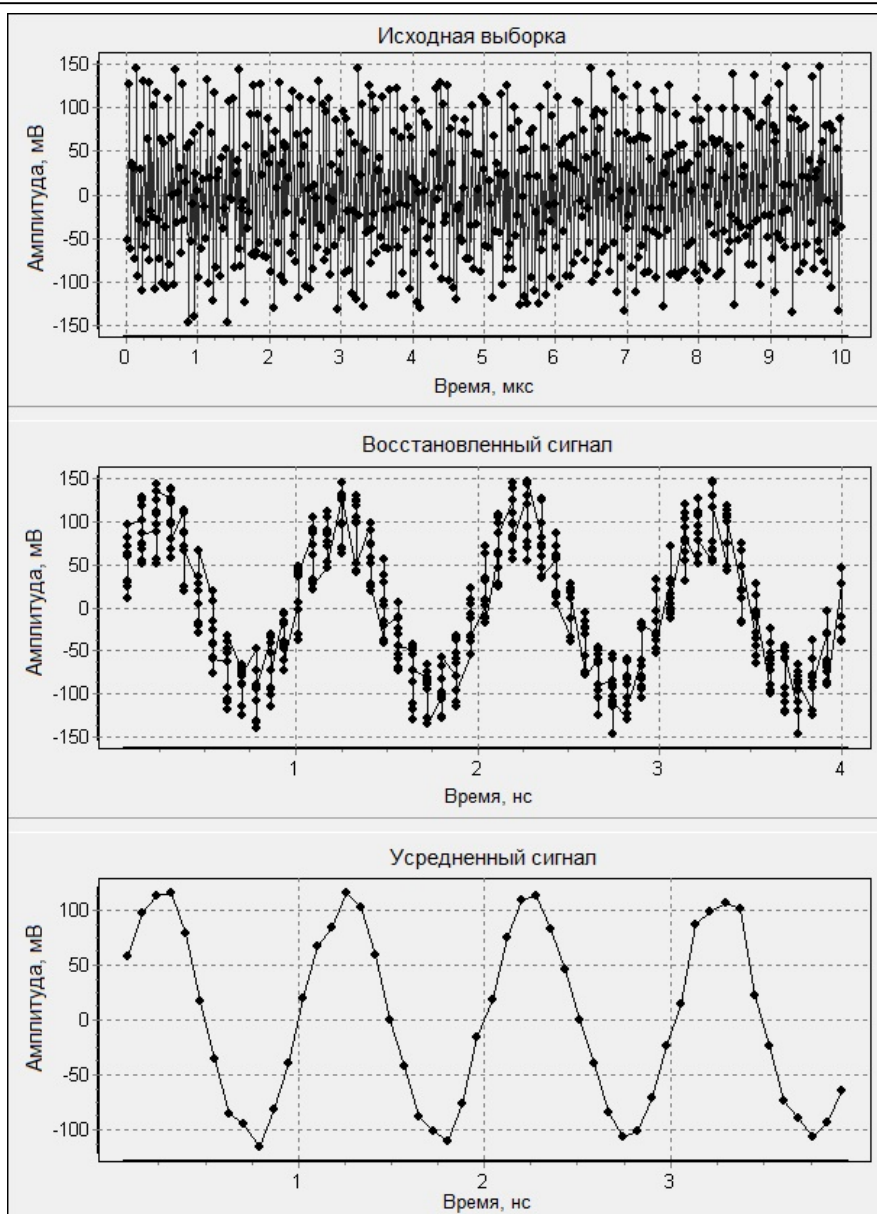 Исходная выборка
Амплитуда, мВ
150
100
50
0
-50
-100
-150
0 1 2 3 4 5 6 7 8 9 10
Время, мкс
Восстановленный сигнал
Амплитуда, мВ
150
100
50
0
-50
-100
-150
1 2 3 4
Время, нс
Усредненный сигнал
Амплитуда, мВ
100
50
0
-50
-100
1 2 3
Время, нс